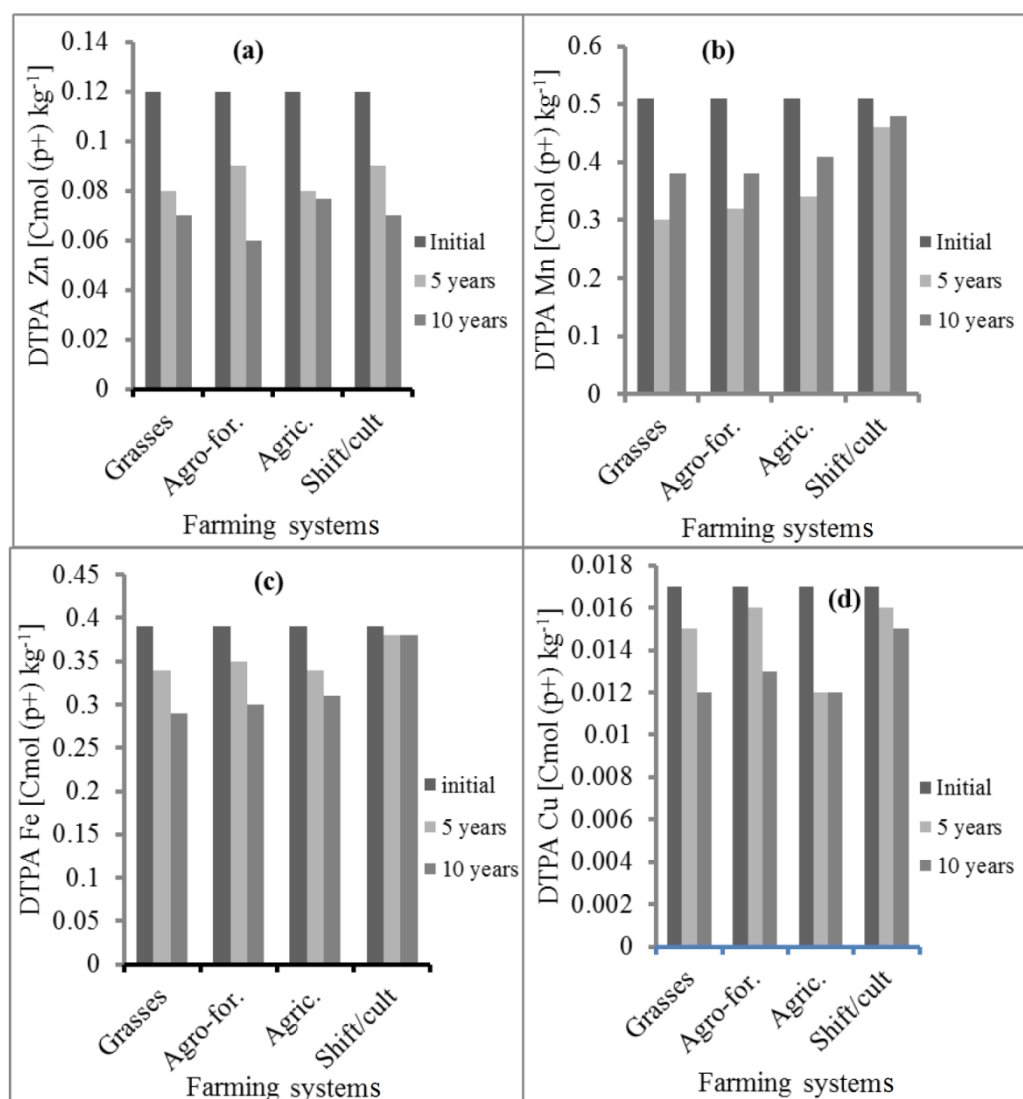 (a)
DTPA Zn [Cmol (p+) kg-1]
0.14
0.12
0.1
0.08
0.06
0.04
0.02
0
Grasses
Agro-for.
Agric.
Shift/cult
Farming systems
Initial
5 years
10 years
(b)
DTPA Mn [Cmol (p+) kg-1]
0.6
0.5
0.4
0.3
0.2
0.1
0
Grasses
Agro-for.
Agric.
Shift/cult
Farming systems
Initial
5 years
10 years
(c)
DTPA Fe [Cmol (p+) kg-1]
0.45
0.4
0.35
0.3
0.25
0.2
0.15
0.1
0.05
0
Grasses
Agro-for.
Agric.
Shift/cult
Farming systems
initial
5 years
10 years
(d)
DTPA Cu [Cmol (p+) kg-1]
0.018
0.016
0.014
0.012
0.01
0.008
0.006
0.004
0.002
0
Grasses
Agro-for.
Agric.
Shift/cult
Farming systems
Initial
5 years
10 years